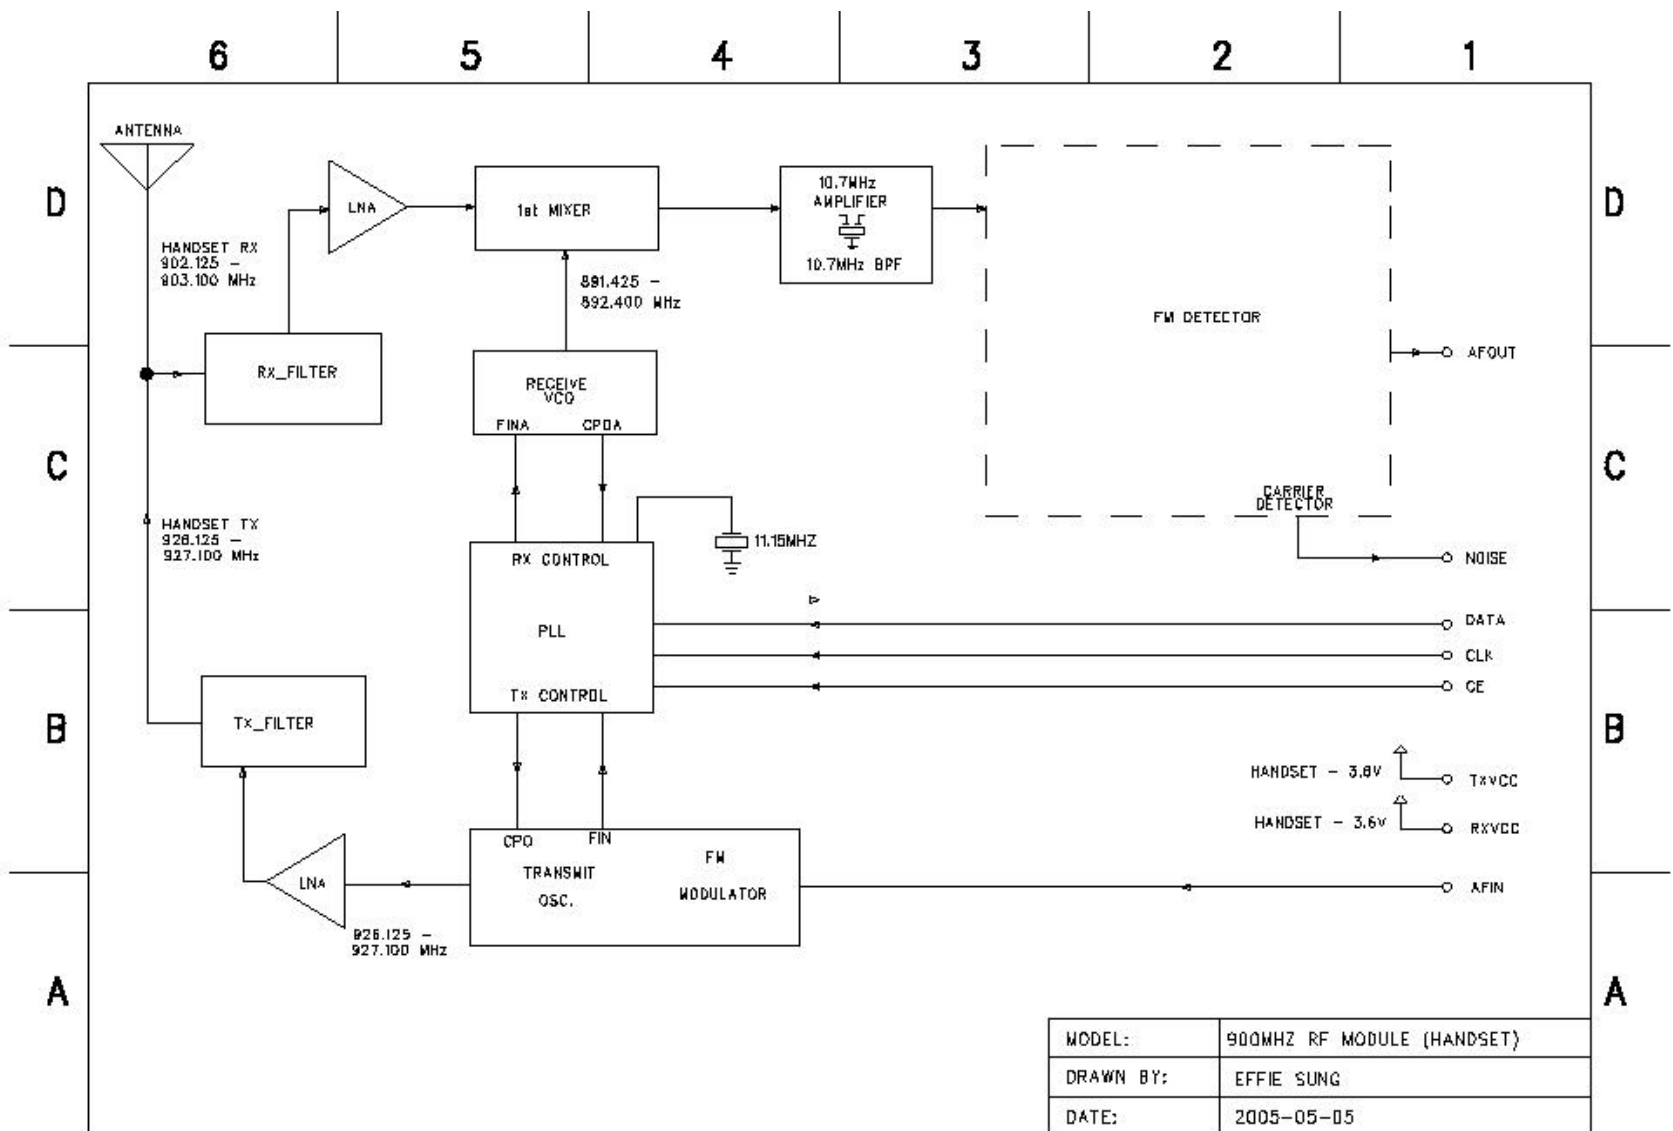 6 5 4 3 2 1
ANTENNA
D
D
LNA
1st MIXER
10.7MHz
AMPLIFIER
10.7MHz BPF
HANDSET RX
902.125 -
903.100 MHz
891.425 -
892.400 MHz
FM DETECTOR
RX_FILTER
RECEIVE
VCO
FINA CPOA
AFOUT
C
C
CARRIER
DETECTOR
HANDSET TX
926.125 -
927.100 MHz
11.15MHZ
RX CONTROL
NOISE
PLL
DATA
CLK
CE
TX CONTROL
TX_FILTER
B
B
HANDSET - 3.6V
TXVCC
HANDSET - 3.6V
RXVCC
CPO FIN
TRANSMIT
OSC.
FM
MODULATOR
LNA
AFIN
926.125 -
927.100 MHz
A
A
MODEL: 900MHZ RF MODULE (HANDSET)
DRAWN BY: EFFIE SUNG
DATE: 2005-05-05